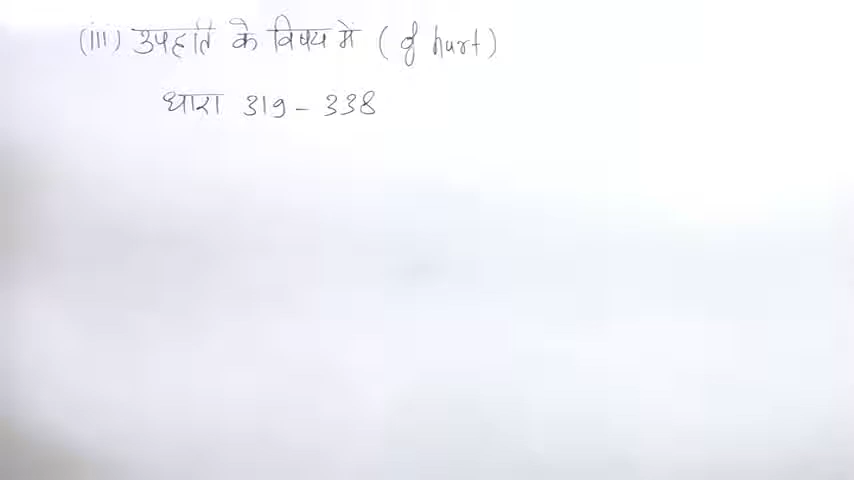 (iii) उपहति के विषय में ( of hurt)
धारा 319 - 338